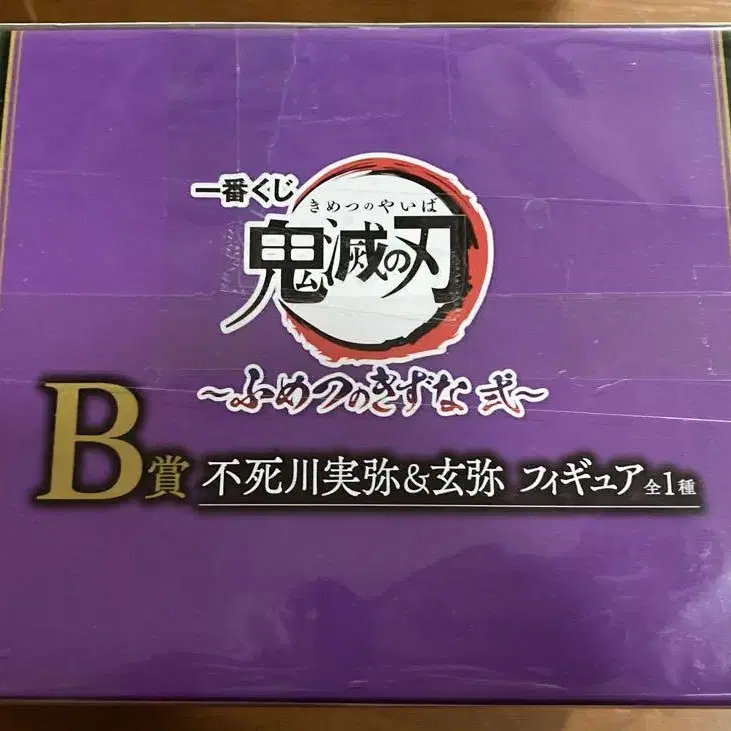 一番くじ
きめつのやいば
鬼滅の刃
～ふめつのきずな 弐～
B賞 不死川実弥&玄弥 フィギュア 全1種